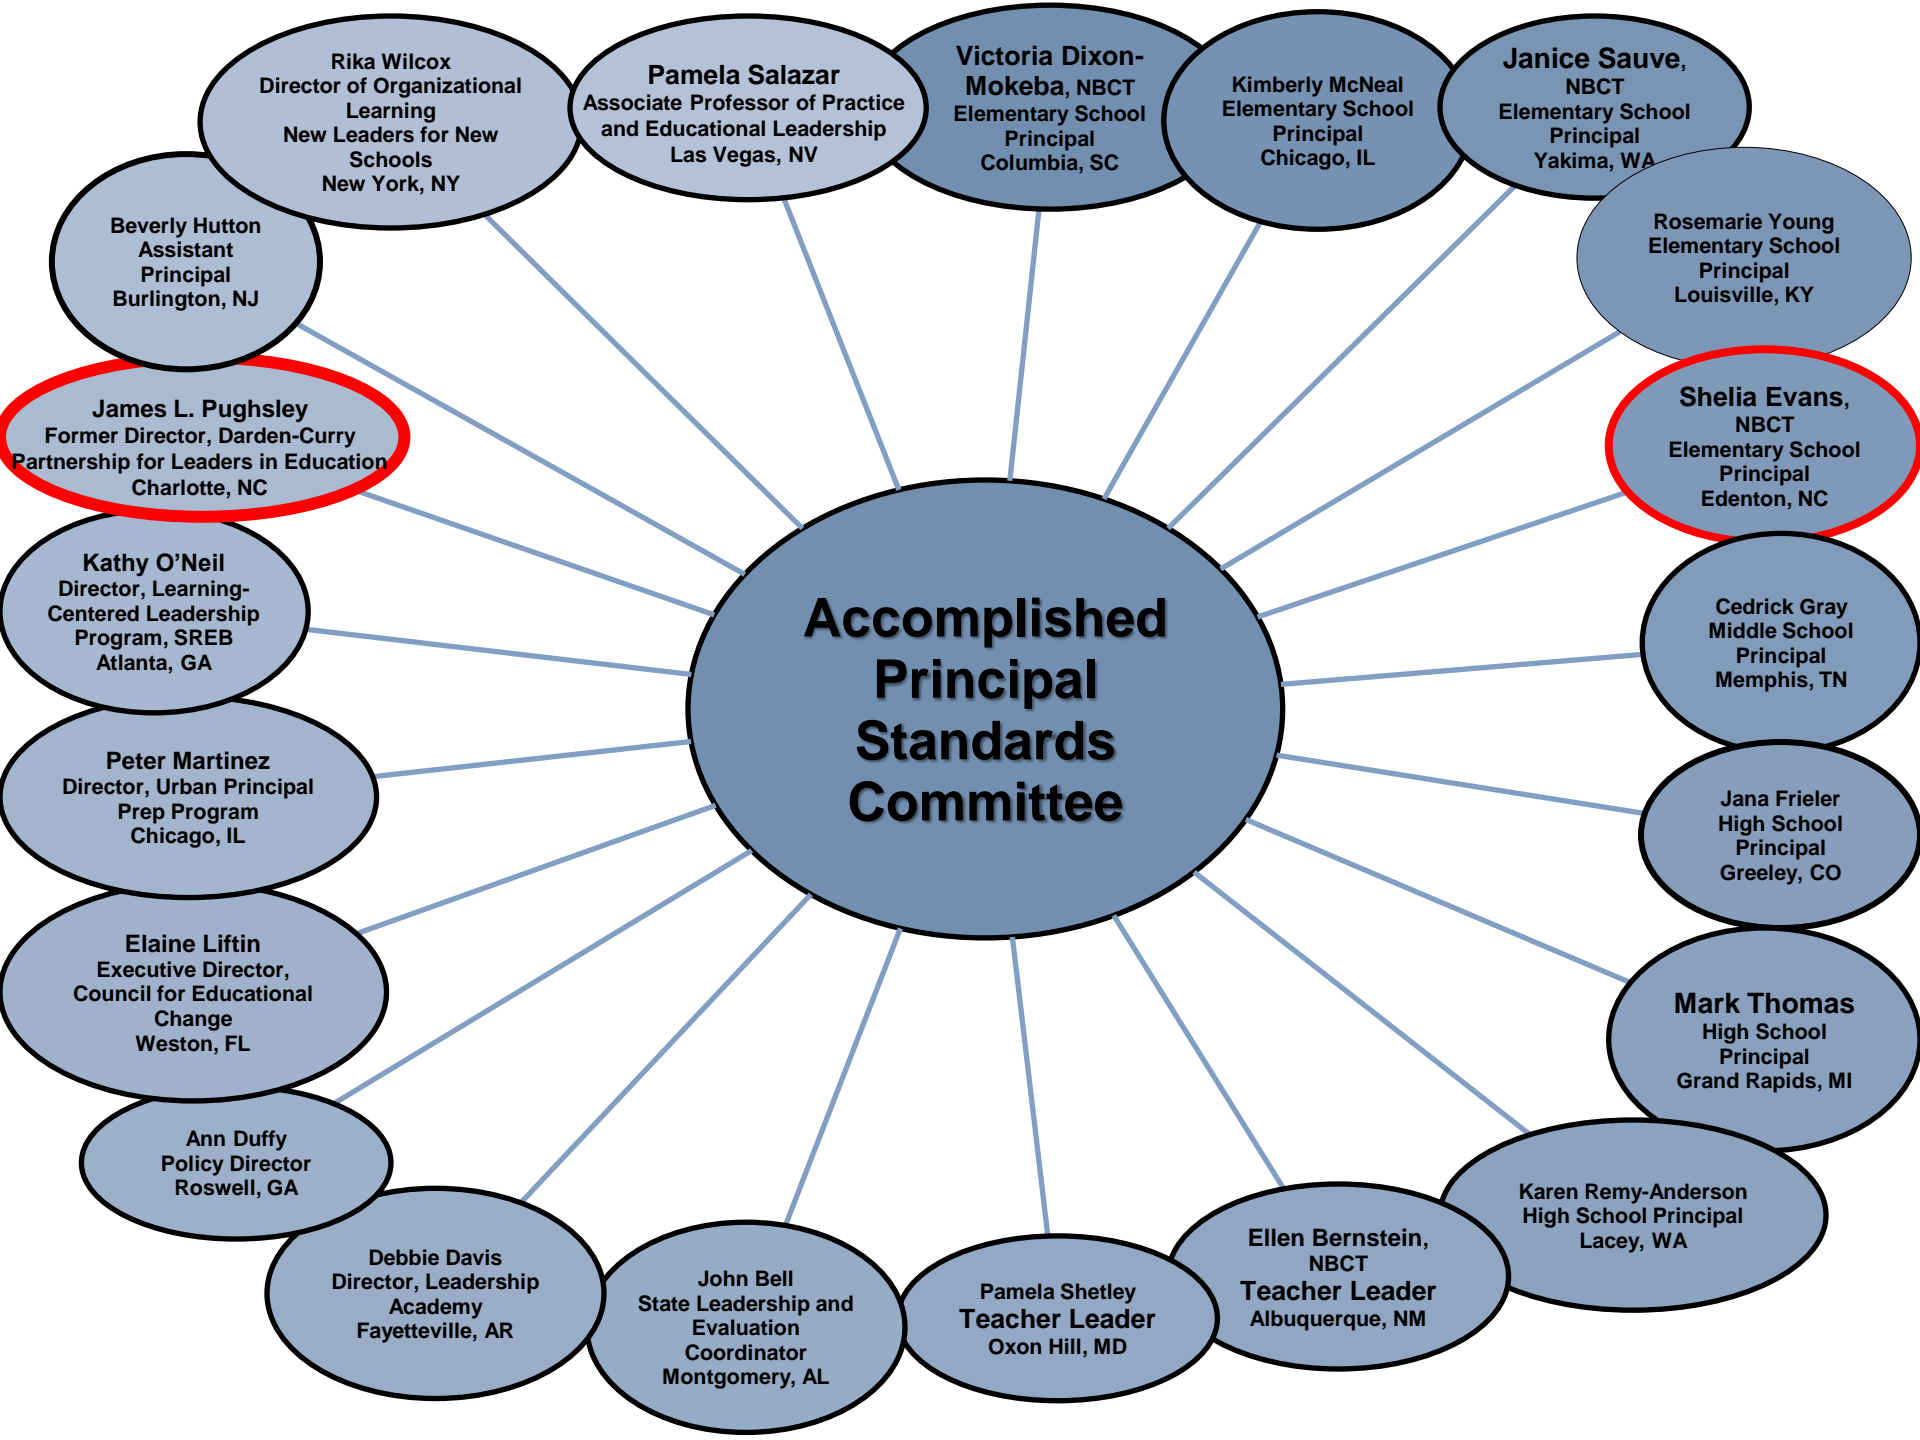 Rika Wilcox
Director of Organizational
Learning
New Leaders for New
Schools
New York, NY
Pamela Salazar
Associate Professor of Practice
and Educational Leadership
Las Vegas, NV
Victoria Dixon-
Mokeba, NBCT
Elementary School
Principal
Columbia, SC
Kimberly McNeal
Elementary School
Principal
Chicago, IL
Janice Sauve,
NBCT
Elementary School
Principal
Yakima, WA
Rosemarie Young
Elementary School
Principal
Louisville, KY
Shelia Evans,
NBCT
Elementary School
Principal
Edenton, NC
Cedrick Gray
Middle School
Principal
Memphis, TN
Jana Frieler
High School
Principal
Greeley, CO
Mark Thomas
High School
Principal
Grand Rapids, MI
Karen Remy-Anderson
High School Principal
Lacey, WA
Ellen Bernstein,
NBCT
Teacher Leader
Albuquerque, NM
Pamela Shetley
Teacher Leader
Oxon Hill, MD
John Bell
State Leadership and
Evaluation
Coordinator
Montgomery, AL
Debbie Davis
Director, Leadership
Academy
Fayetteville, AR
Ann Duffy
Policy Director
Roswell, GA
Elaine Liftin
Executive Director,
Council for Educational
Change
Weston, FL
Peter Martinez
Director, Urban Principal
Prep Program
Chicago, IL
Kathy O’Neil
Director, Learning-
Centered Leadership
Program, SREB
Atlanta, GA
James L. Pughsley
Former Director, Darden-Curry
Partnership for Leaders in Education
Charlotte, NC
Beverly Hutton
Assistant
Principal
Burlington, NJ
Accomplished
Principal
Standards
Committee